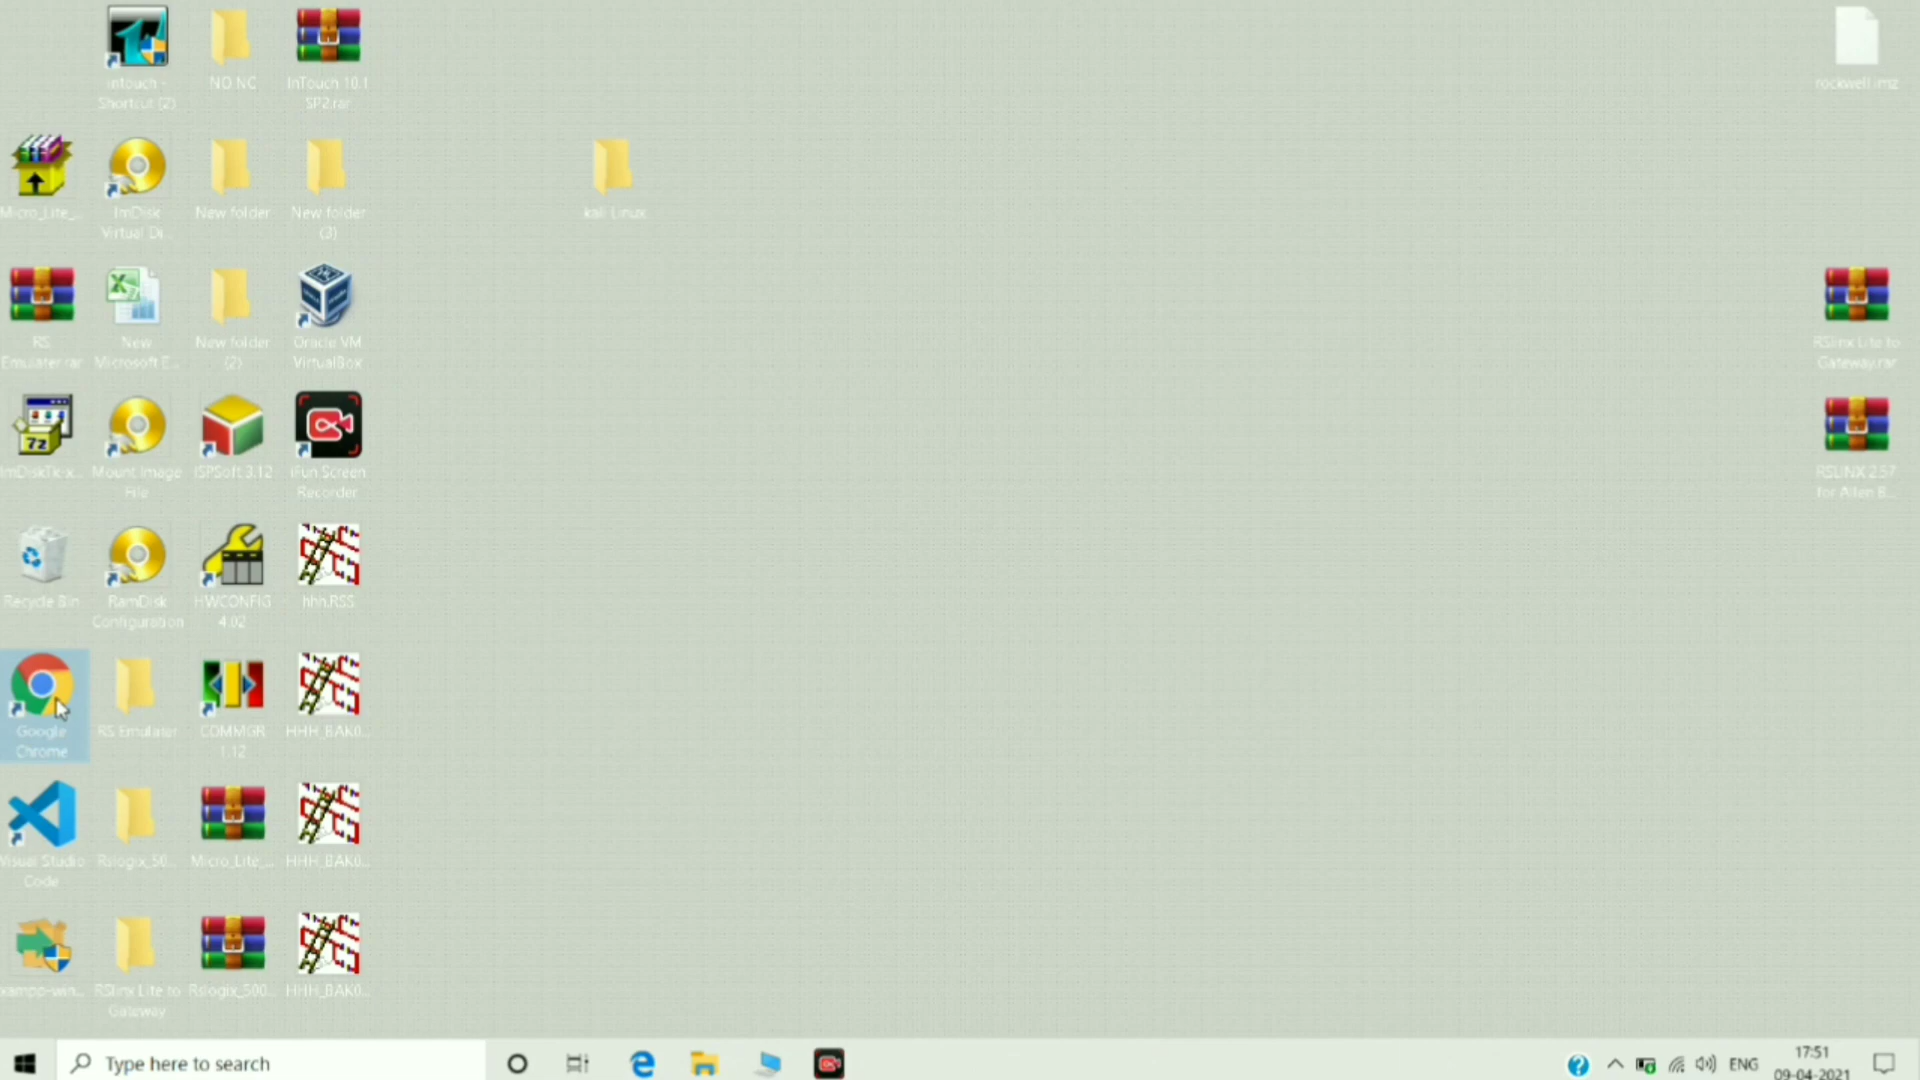 intouch -
Shortcut (2)
NO NC
InTouch 10.1
SP2.rar
rockwell.imz
Micro_Lite_...
ImDisk
Virtual Di...
New folder
New folder
(3)
kali Linux
RS
Emulater.rar
New
Microsoft E...
New folder
(2)
Oracle VM
VirtualBox
RSlinx Lite to
Gateway.rar
ImDiskTk-x...
Mount Image
File
ISPSoft 3.12
iFun Screen
Recorder
RSLINX 2.57
for Allen B...
Recycle Bin
RamDisk
Configuration
HWCONFIG
4.02
hhh.RSS
Google
Chrome
RS Emulater
COMMGR
1.12
HHH_BAK0...
Visual Studio
Code
Rslogix_50...
Micro_Lite_...
HHH_BAK0...
xampp-win...
RSlinx Lite to
Gateway
Rslogix_500...
HHH_BAK0...
Type here to search
ENG
17:51
09-04-2021